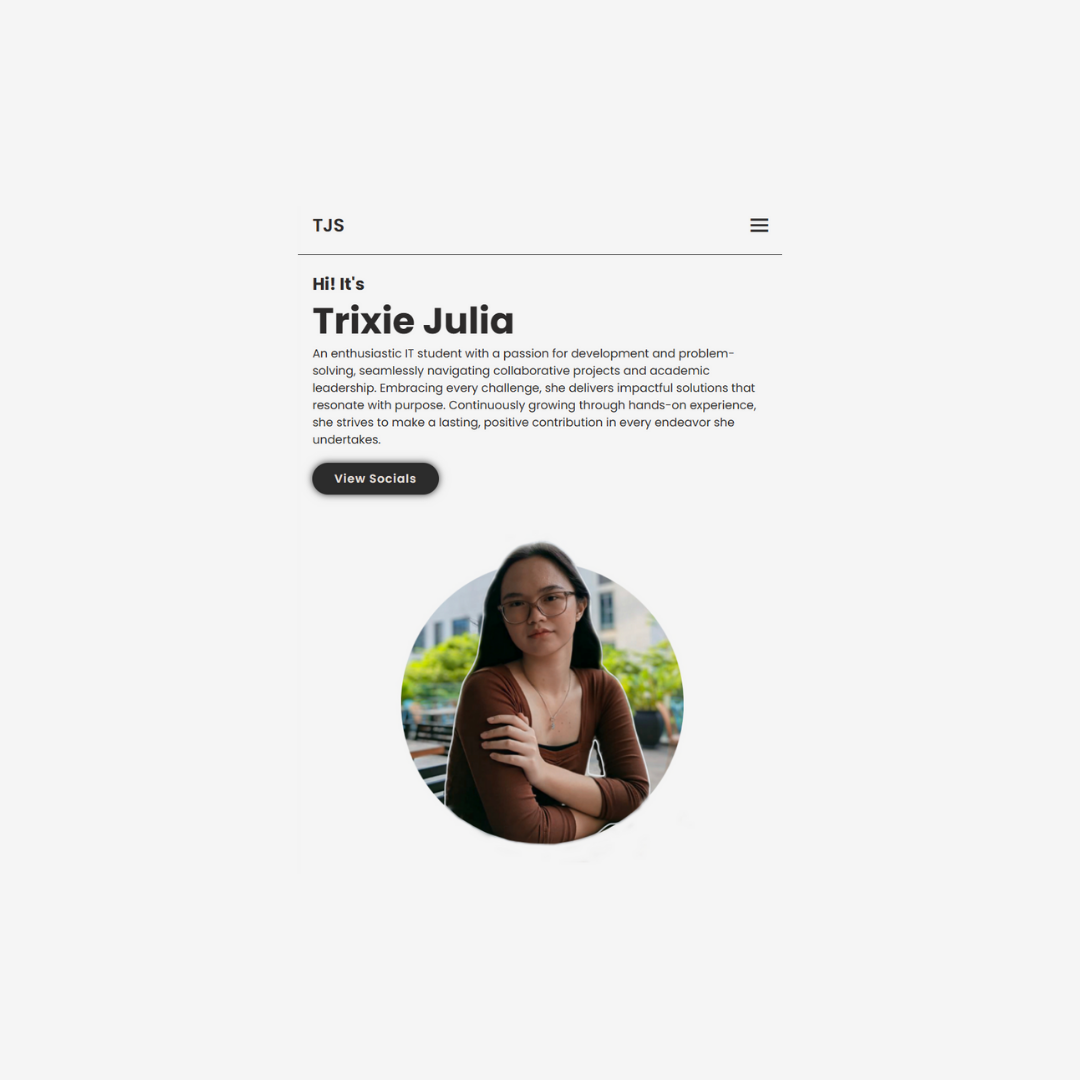 TJS
Hi! It's
Trixie Julia
An enthusiastic IT student with a passion for development and problem-
solving, seamlessly navigating collaborative projects and academic
leadership. Embracing every challenge, she delivers impactful solutions that
resonate with purpose. Continuously growing through hands-on experience,
she strives to make a lasting, positive contribution in every endeavor she
undertakes.
View Socials